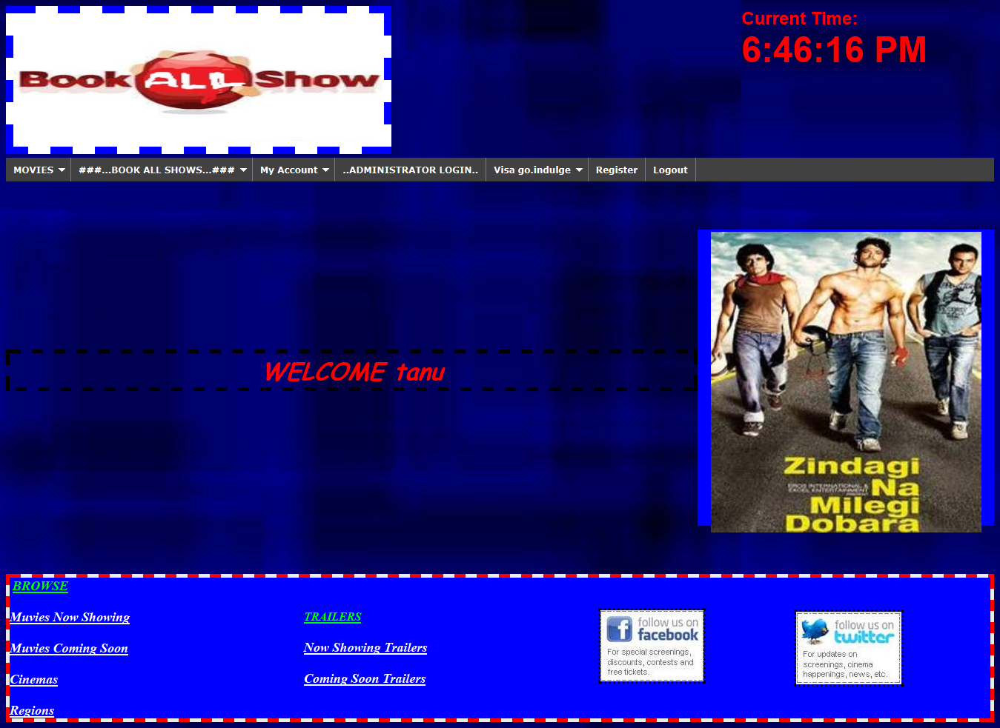 Current Time:
6:46:16 PM
Book ALL Show
MOVIES
###...BOOK ALL SHOWS...###
My Account
..ADMINISTRATOR LOGIN..
Visa go.indulge
Register
Logout
WELCOME tanu
Zindagi
EROS INTERNATIONAL &
EXCEL ENTERTAINMENT
PRESENT
Na
Milegi
Dobara
BROWSE
Muvies Now Showing
Muvies Coming Soon
Cinemas
Regions
TRAILERS
Now Showing Trailers
Coming Soon Trailers
follow us on
facebook
For special screenings,
discounts, contests and
free tickets.
follow us on
twitter
For updates on
screenings, cinema
happenings, news, etc.